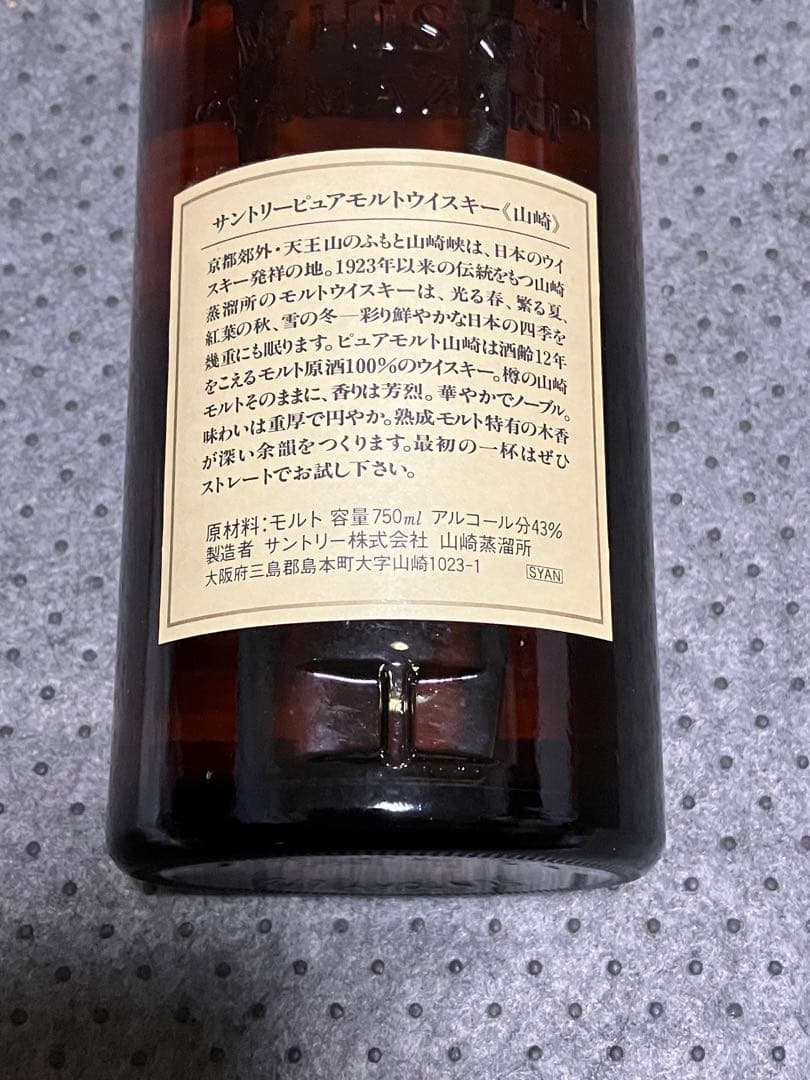 WHISKY
"YAMAZAKI"
サントリーピュアモルトウイスキー《山崎》
京都郊外・天王山のふもと山崎峡は、日本のウイ
スキー発祥の地。1923年以来の伝統をもつ山崎
蒸溜所のモルトウイスキーは、光る春、繁る夏、
紅葉の秋、雪の冬─彩り鮮やかな日本の四季を
幾重にも眠ります。ピュアモルト山崎は酒齢12年
をこえるモルト原酒100%のウイスキー。樽の山崎
モルトそのままに、香りは芳烈。華やかでノーブル。
味わいは重厚で円やか。熟成モルト特有の木香
が深い余韻をつくります。最初の一杯はぜひ
ストレートでお試し下さい。
原材料:モルト 容量750ml アルコール分43%
製造者 サントリー株式会社 山崎蒸溜所
大阪府三島郡島本町大字山崎1023-1
SYAN